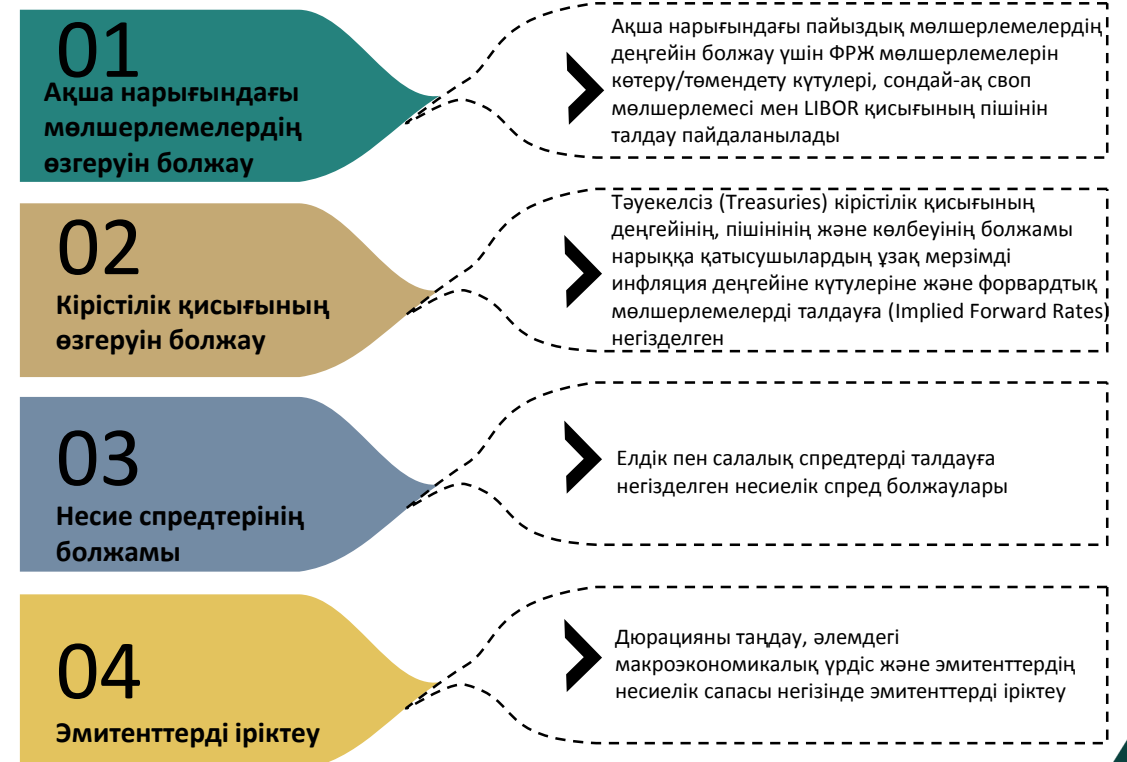 01
Ақша нарығындағы
мөлшерлемелердің
өзгеруін болжау
Ақша нарығындағы пайыздық мөлшерлемелердің
деңгейін болжау үшін ФРЖ мөлшерлемелерін
көтеру/төмендету күтулері, сондай-ақ своп
мөлшерлемесі мен LIBOR қисығының пішінін
талдау пайдаланылады
02
Кірістілік қисығының
өзгеруін болжау
Тәуекелсіз (Treasuries) кірістілік қисығының
деңгейінің, пішінінің және көлбеуінің болжамы
нарыққа қатысушылардың ұзақ мерзімді
инфляция деңгейіне күтулеріне және форвардтық
мөлшерлемелерді талдауға (Implied Forward Rates)
негізделген
03
Несие спредтерінің
болжамы
Елдік пен салалық спредтерді талдауға
негізделген несиелік спред болжаулары
04
Эмитенттерді іріктеу
Дюрацияны таңдау, әлемдегі
макроэкономикалық үрдіс және эмитенттердің
несиелік сапасы негізінде эмитенттерді іріктеу